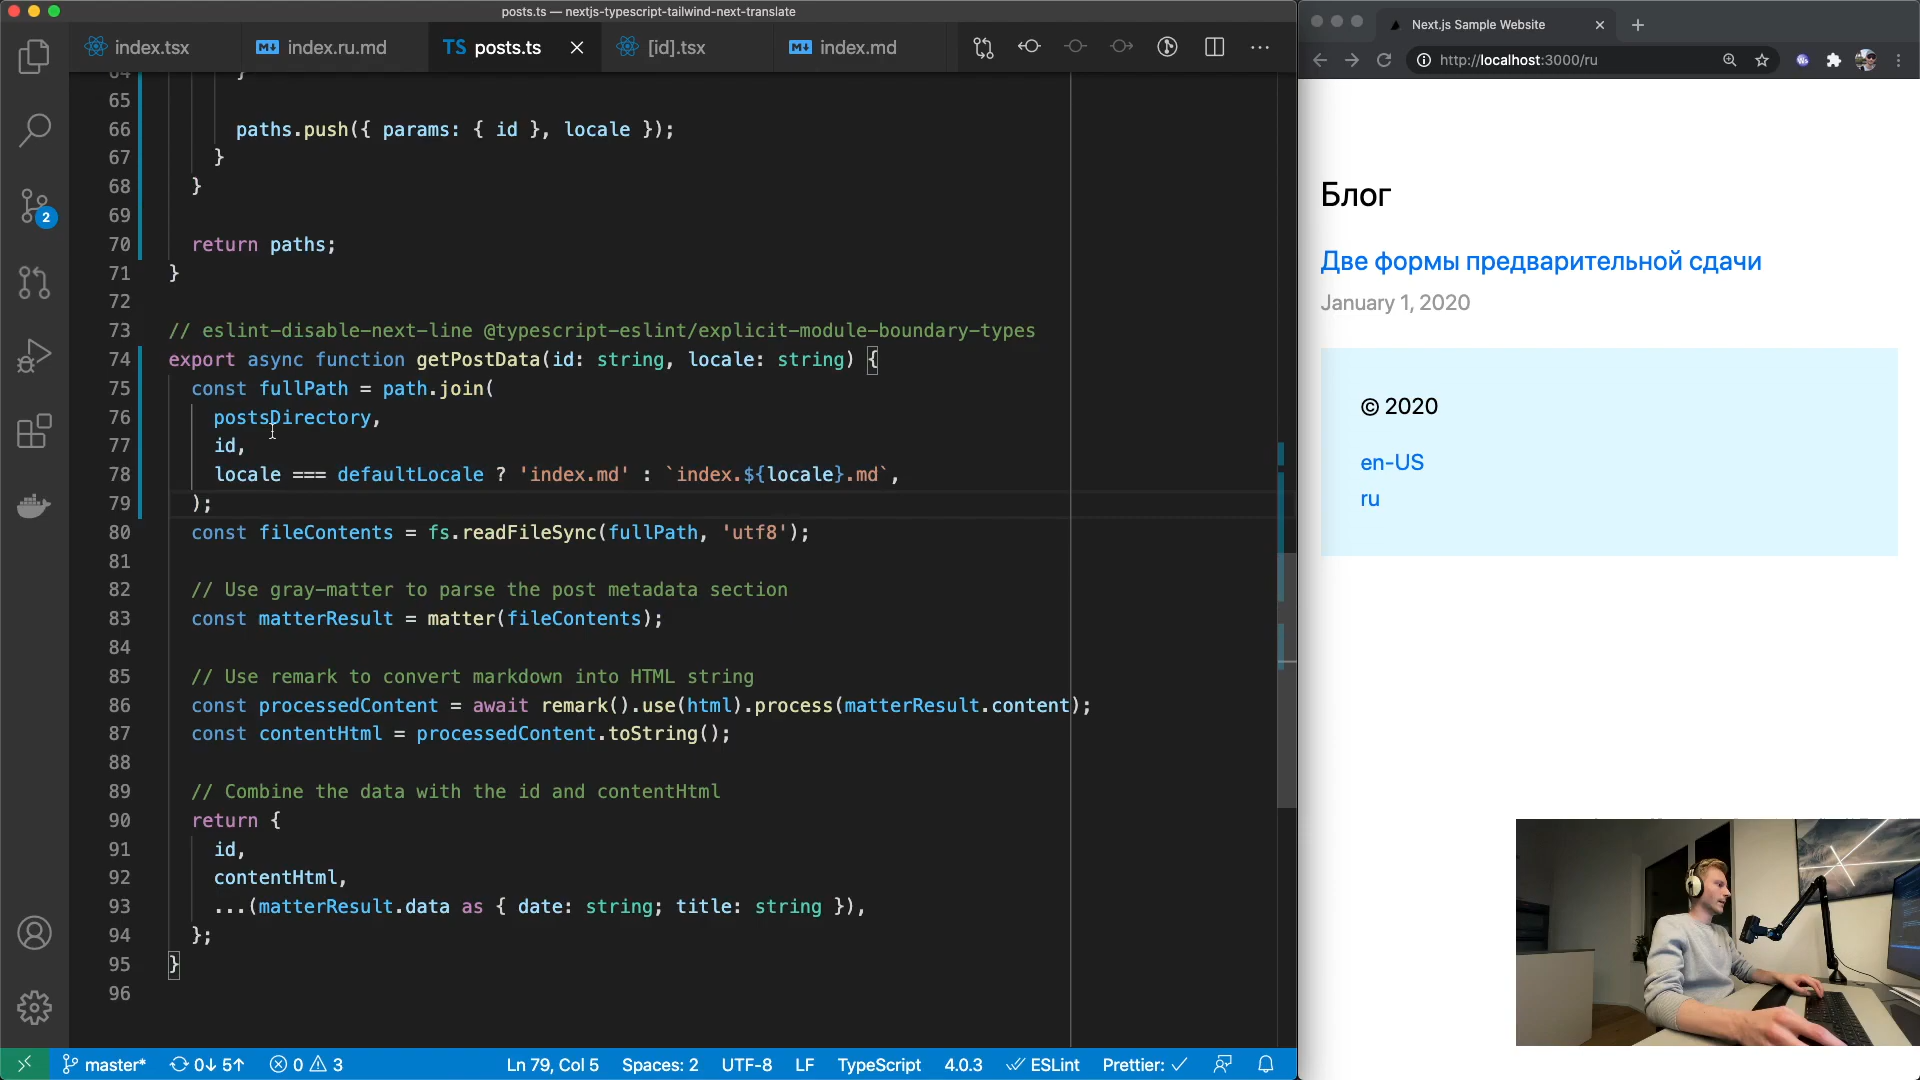 posts.ts — nextjs-typescript-tailwind-next-translate
index.tsx
index.ru.md
TS posts.ts
[id].tsx
index.md
64 }
65
66 paths.push({ params: { id }, locale });
67 }
68 }
69
70 return paths;
71 }
72
73 // eslint-disable-next-line @typescript-eslint/explicit-module-boundary-types
74 export async function getPostData(id: string, locale: string) {
75 const fullPath = path.join(
76 postsDirectory,
77 id,
78 locale === defaultLocale ? 'index.md' : `index.${locale}.md`,
79 );
80 const fileContents = fs.readFileSync(fullPath, 'utf8');
81
82 // Use gray-matter to parse the post metadata section
83 const matterResult = matter(fileContents);
84
85 // Use remark to convert markdown into HTML string
86 const processedContent = await remark().use(html).process(matterResult.content);
87 const contentHtml = processedContent.toString();
88
89 // Combine the data with the id and contentHtml
90 return {
91 id,
92 contentHtml,
93 ...(matterResult.data as { date: string; title: string }),
94 };
95 }
96
2
master* 0↓ 5↑ 0 3 Ln 79, Col 5 Spaces: 2 UTF-8 LF TypeScript 4.0.3 ESLint Prettier: ✓
Next.js Sample Website
http://localhost:3000/ru
Блог
Две формы предварительной сдачи
January 1, 2020
© 2020
en-US
ru